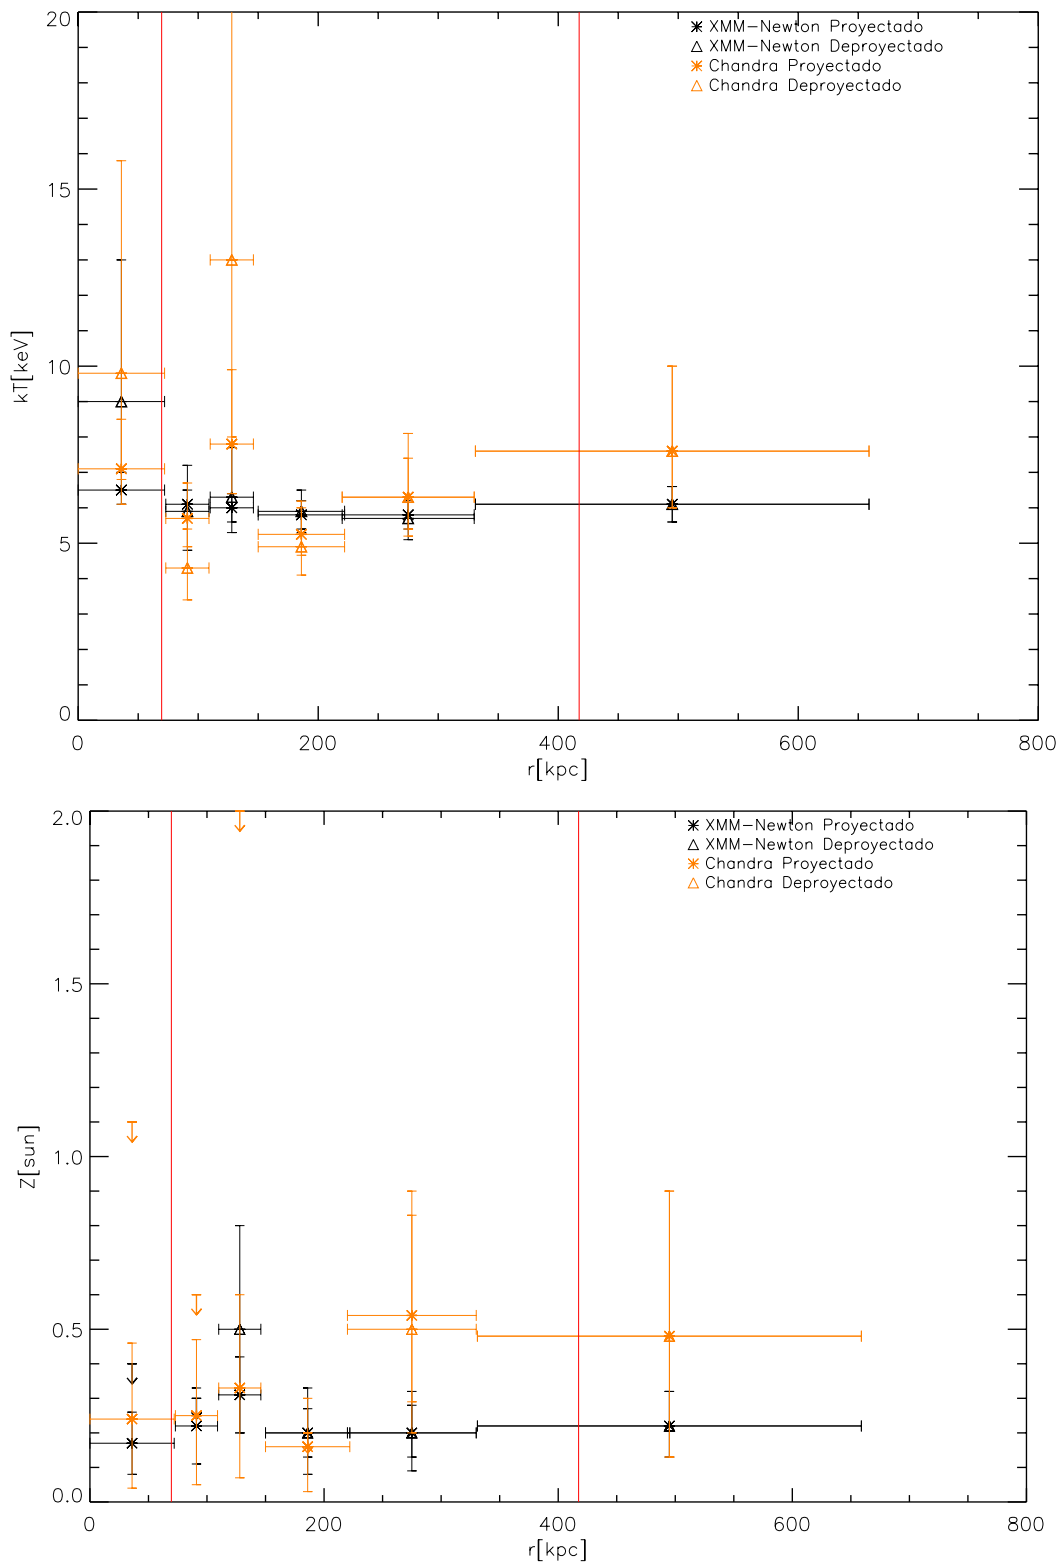 20
15
10
5
0
kT[keV]
XMM-Newton Proyectado
XMM-Newton Deproyectado
Chandra Proyectado
Chandra Deproyectado
0 200 400 600 800
r[kpc]
2.0
1.5
1.0
0.5
0.0
Z[sun]
XMM-Newton Proyectado
XMM-Newton Deproyectado
Chandra Proyectado
Chandra Deproyectado
0 200 400 600 800
r[kpc]